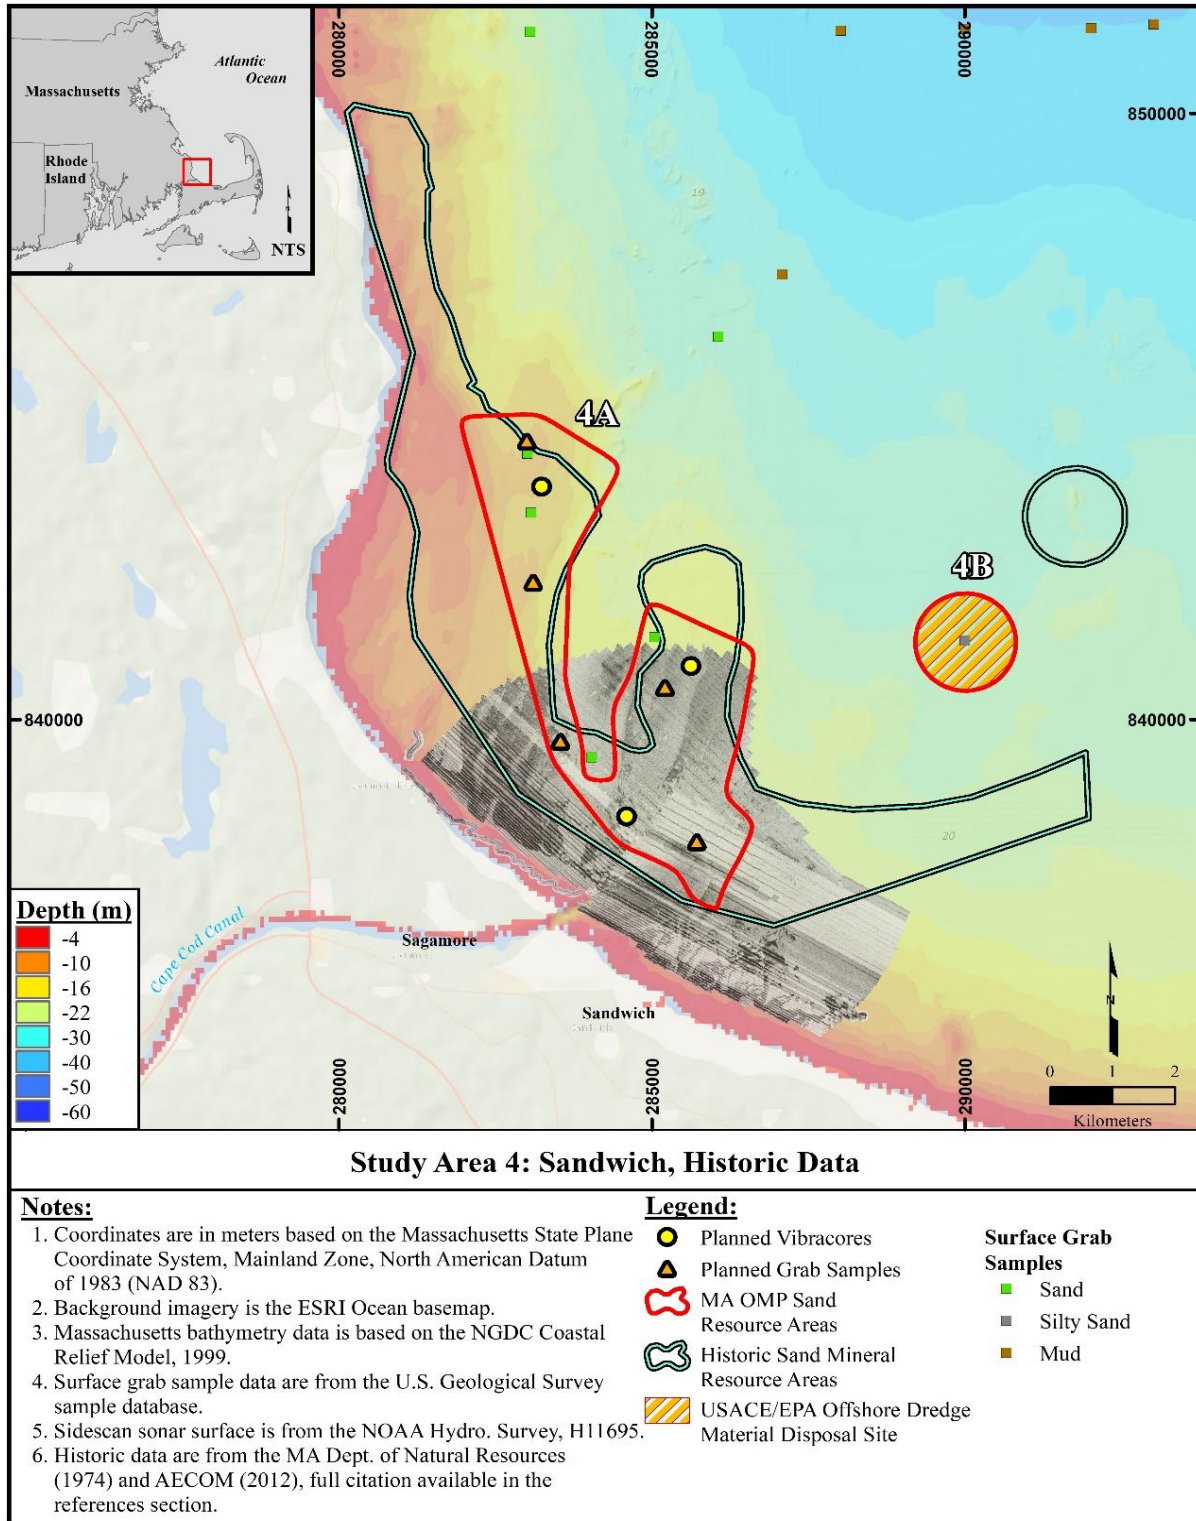 Atlantic
Ocean
Massachusetts
Rhode
Island
NTS
280000
285000
290000
850000
19
4A
4B
840000
840000
20
Depth (m)
-4
-10
-16
-22
-30
-40
-50
-60
Cape Cod Canal
Sagamore
Sandwich
280000
285000
290000
N
0 1 2
Kilometers
Study Area 4: Sandwich, Historic Data
Notes:
1. Coordinates are in meters based on the Massachusetts State Plane
Coordinate System, Mainland Zone, North American Datum
of 1983 (NAD 83).
2. Background imagery is the ESRI Ocean basemap.
3. Massachusetts bathymetry data is based on the NGDC Coastal
Relief Model, 1999.
4. Surface grab sample data are from the U.S. Geological Survey
sample database.
5. Sidescan sonar surface is from the NOAA Hydro. Survey, H11695.
6. Historic data are from the MA Dept. of Natural Resources
(1974) and AECOM (2012), full citation available in the
references section.
Legend:
Planned Vibracores
Planned Grab Samples
MA OMP Sand
Resource Areas
Historic Sand Mineral
Resource Areas
USACE/EPA Offshore Dredge
Material Disposal Site
Surface Grab
Samples
Sand
Silty Sand
Mud